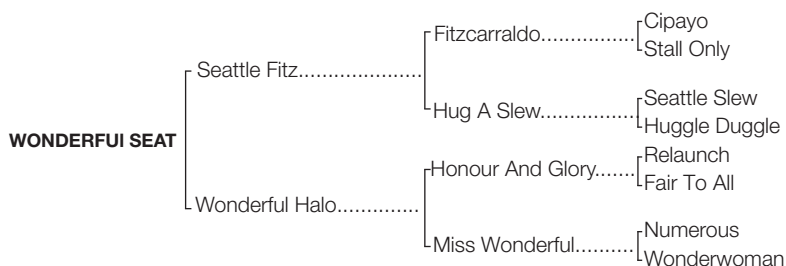 Cipayo
Fitzcarraldo................
Stall Only
Seattle Fitz......................
Seattle Slew
Hug A Slew.................
Huggle Duggle
WONDERFUl SEAT
Relaunch
Honour And Glory.......
Fair To All
Wonderful Halo...............
Numerous
Miss Wonderful..........
Wonderwoman